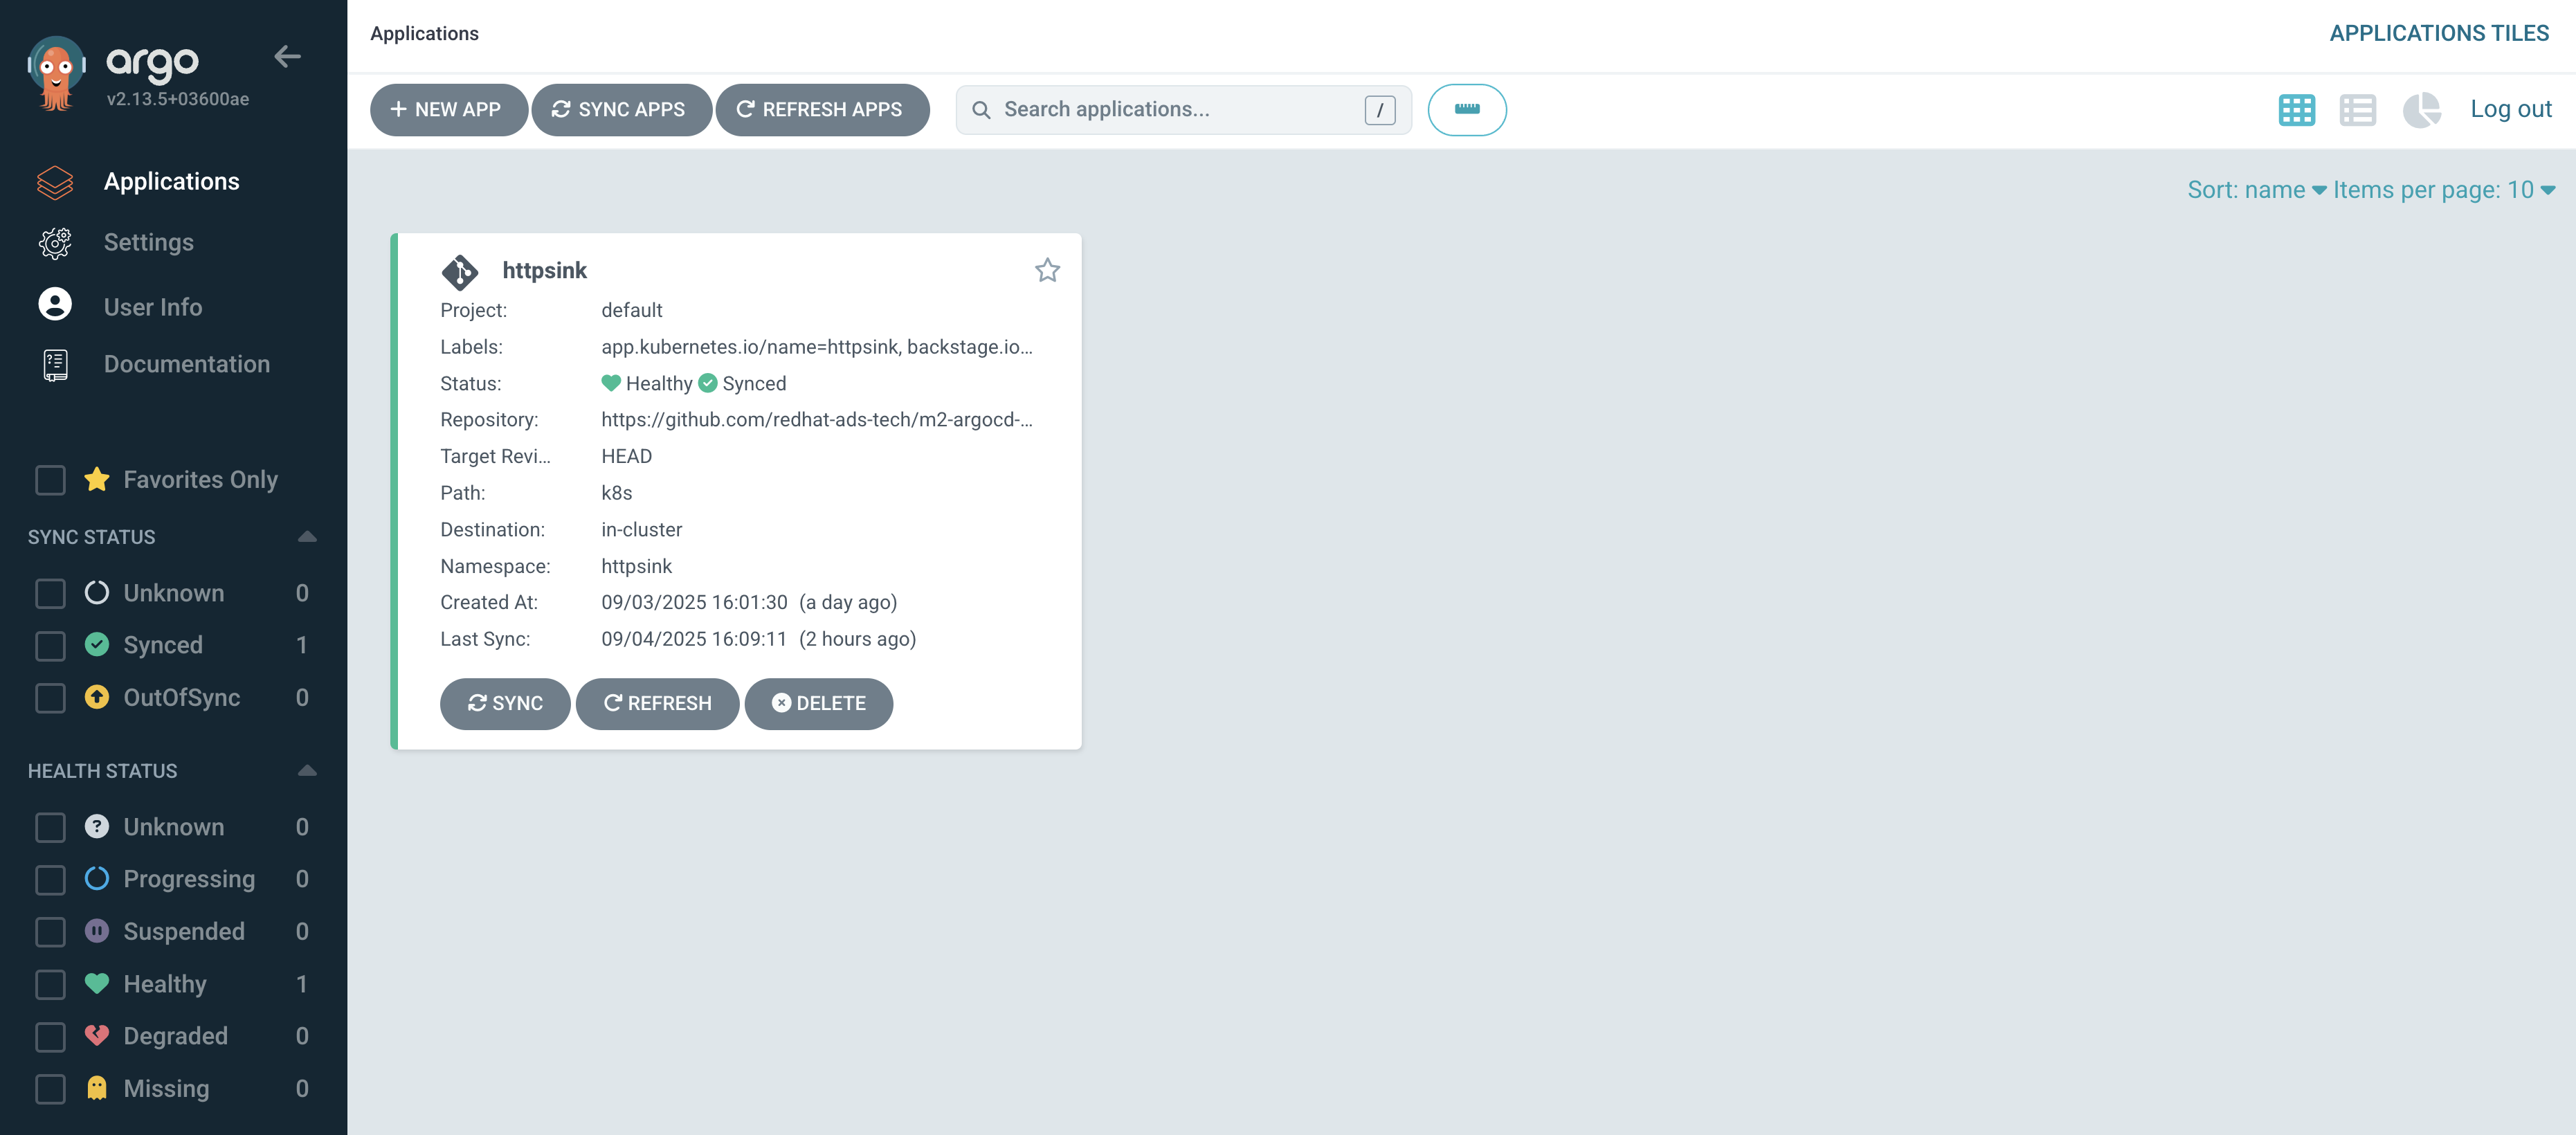 argo
v2.13.5+03600ae
Applications
Settings
User Info
Documentation
Favorites Only
SYNC STATUS
Unknown 0
Synced 1
OutOfSync 0
HEALTH STATUS
Unknown 0
Progressing 0
Suspended 0
Healthy 1
Degraded 0
Missing 0
Applications
APPLICATIONS TILES
NEW APP
SYNC APPS
REFRESH APPS
Search applications... /
Log out
Sort: name Items per page: 10
httpsink
Project: default
Labels: app.kubernetes.io/name=httpsink, backstage.io...
Status: Healthy Synced
Repository: https://github.com/redhat-ads-tech/m2-argocd-...
Target Revi... HEAD
Path: k8s
Destination: in-cluster
Namespace: httpsink
Created At: 09/03/2025 16:01:30 (a day ago)
Last Sync: 09/04/2025 16:09:11 (2 hours ago)
SYNC REFRESH DELETE